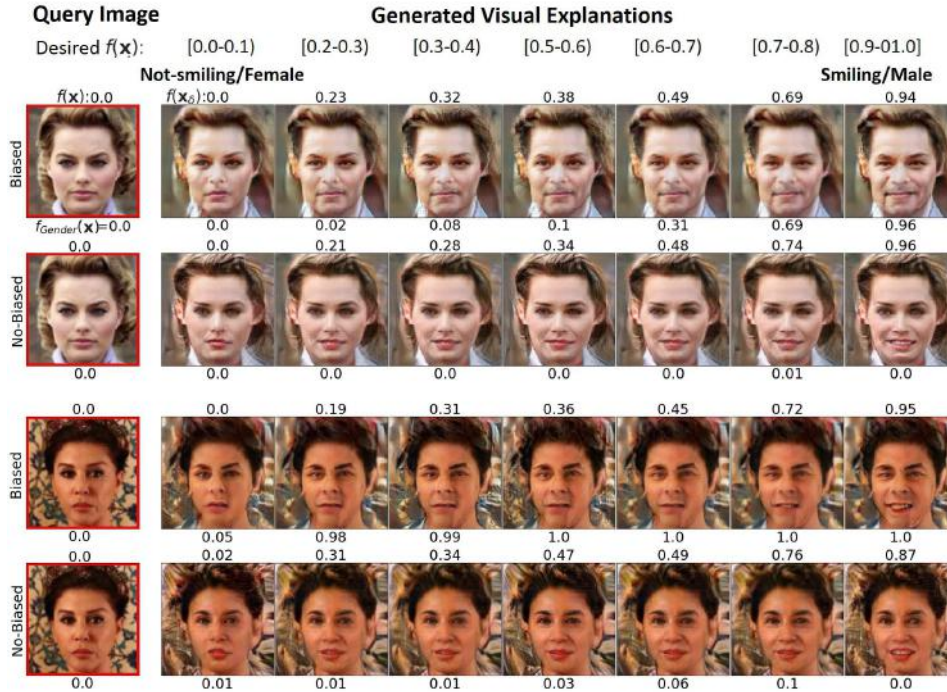 Query Image Generated Visual Explanations
Desired f(x): [0.0-0.1) [0.2-0.3) [0.3-0.4) [0.5-0.6) [0.6-0.7) [0.7-0.8) [0.9-01.0]
Not-smiling/Female Smiling/Male
f(x):0.0 f(xδ):0.0 0.23 0.32 0.38 0.49 0.69 0.94
Biased
fGender(x)=0.0 0.0 0.02 0.08 0.1 0.31 0.69 0.96
0.0 0.0 0.21 0.28 0.34 0.48 0.74 0.96
No-Biased
0.0 0.0 0.0 0.0 0.0 0.0 0.01 0.0
0.0 0.0 0.19 0.31 0.36 0.45 0.72 0.95
Biased
0.0 0.05 0.98 0.99 1.0 1.0 1.0 1.0
0.0 0.02 0.31 0.34 0.47 0.49 0.76 0.87
No-Biased
0.0 0.01 0.01 0.01 0.03 0.06 0.1 0.0